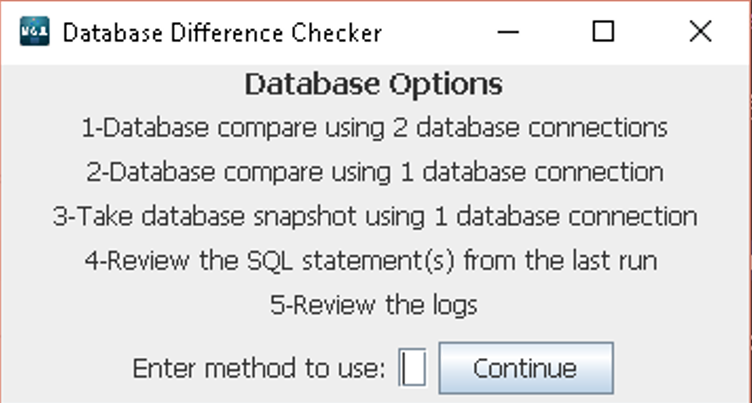 Database Difference Checker
Database Options
1-Database compare using 2 database connections
2-Database compare using 1 database connection
3-Take database snapshot using 1 database connection
4-Review the SQL statement(s) from the last run
5-Review the logs
Enter method to use: Continue